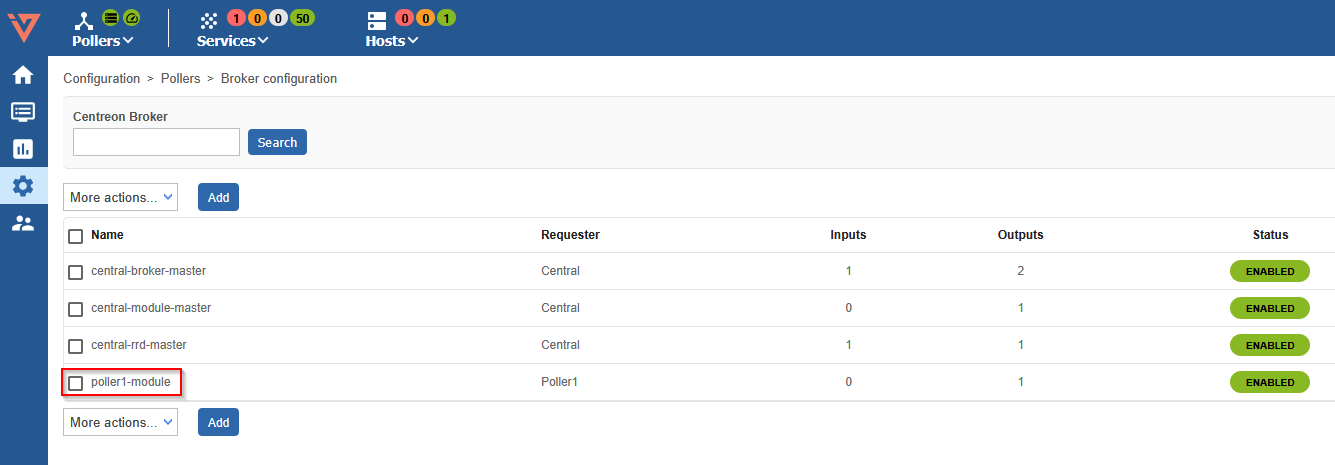 1 0 0 50 0 0 1
Pollers Services Hosts
Configuration > Pollers > Broker configuration
Centreon Broker
Search
More actions... Add
Name Requester Inputs Outputs Status
central-broker-master Central 1 2 ENABLED
central-module-master Central 0 1 ENABLED
central-rrd-master Central 1 1 ENABLED
poller1-module Poller1 0 1 ENABLED
More actions... Add